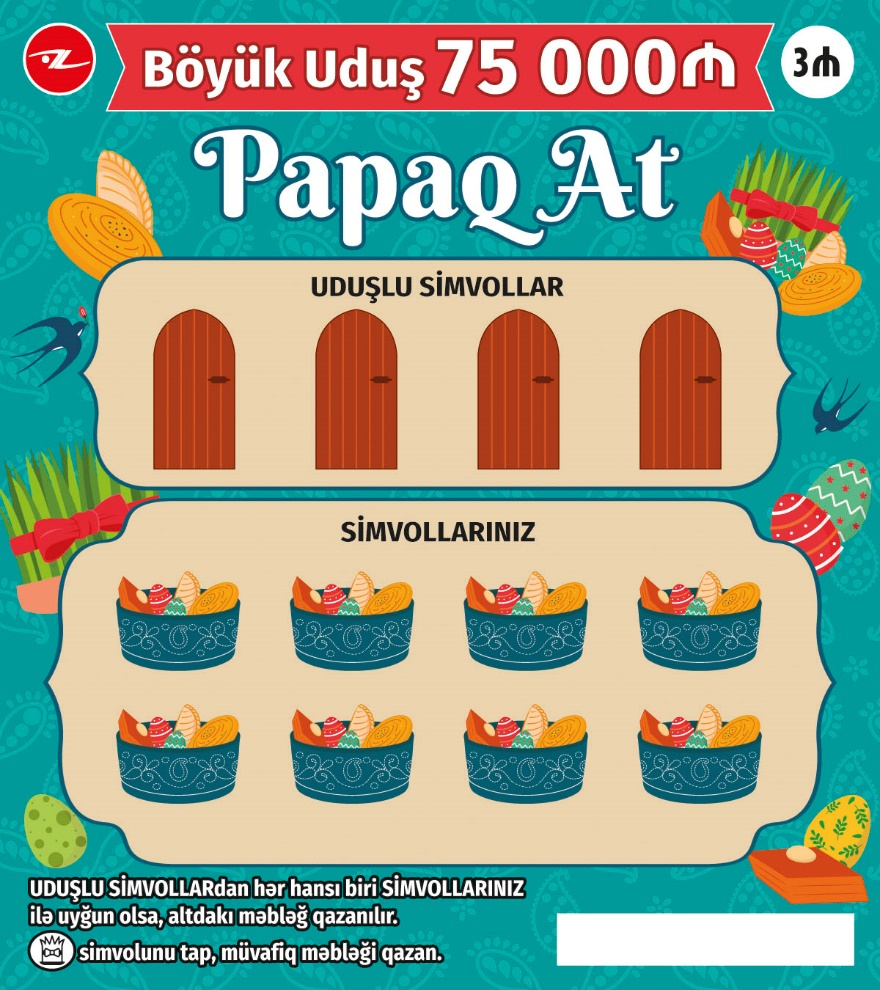 Böyük Uduş 75 000₼
3₼
Papaq At
UDUŞLU SİMVOLLAR
SİMVOLLARINIZ
UDUŞLU SİMVOLLARdan hər hansı biri SİMVOLLARINIZ
ilə uyğun olsa, altdakı məbləğ qazanılır.
simvolunu tap, müvafiq məbləği qazan.